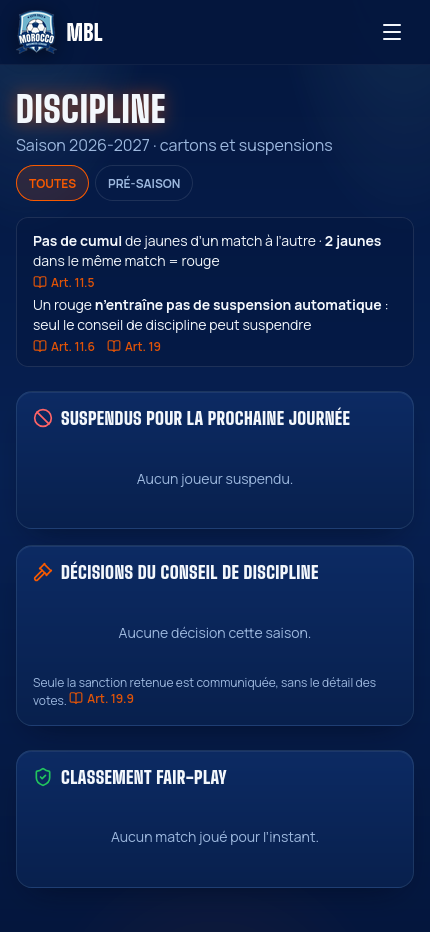 MOROCCO
MBL
DISCIPLINE
Saison 2026-2027 · cartons et suspensions
TOUTES
PRÉ-SAISON
Pas de cumul de jaunes d'un match à l'autre · 2 jaunes
dans le même match = rouge
Art. 11.5
Un rouge n'entraîne pas de suspension automatique :
seul le conseil de discipline peut suspendre
Art. 11.6 Art. 19
SUSPENDUS POUR LA PROCHAINE JOURNÉE
Aucun joueur suspendu.
DÉCISIONS DU CONSEIL DE DISCIPLINE
Aucune décision cette saison.
Seule la sanction retenue est communiquée, sans le détail des
votes. Art. 19.9
CLASSEMENT FAIR-PLAY
Aucun match joué pour l'instant.